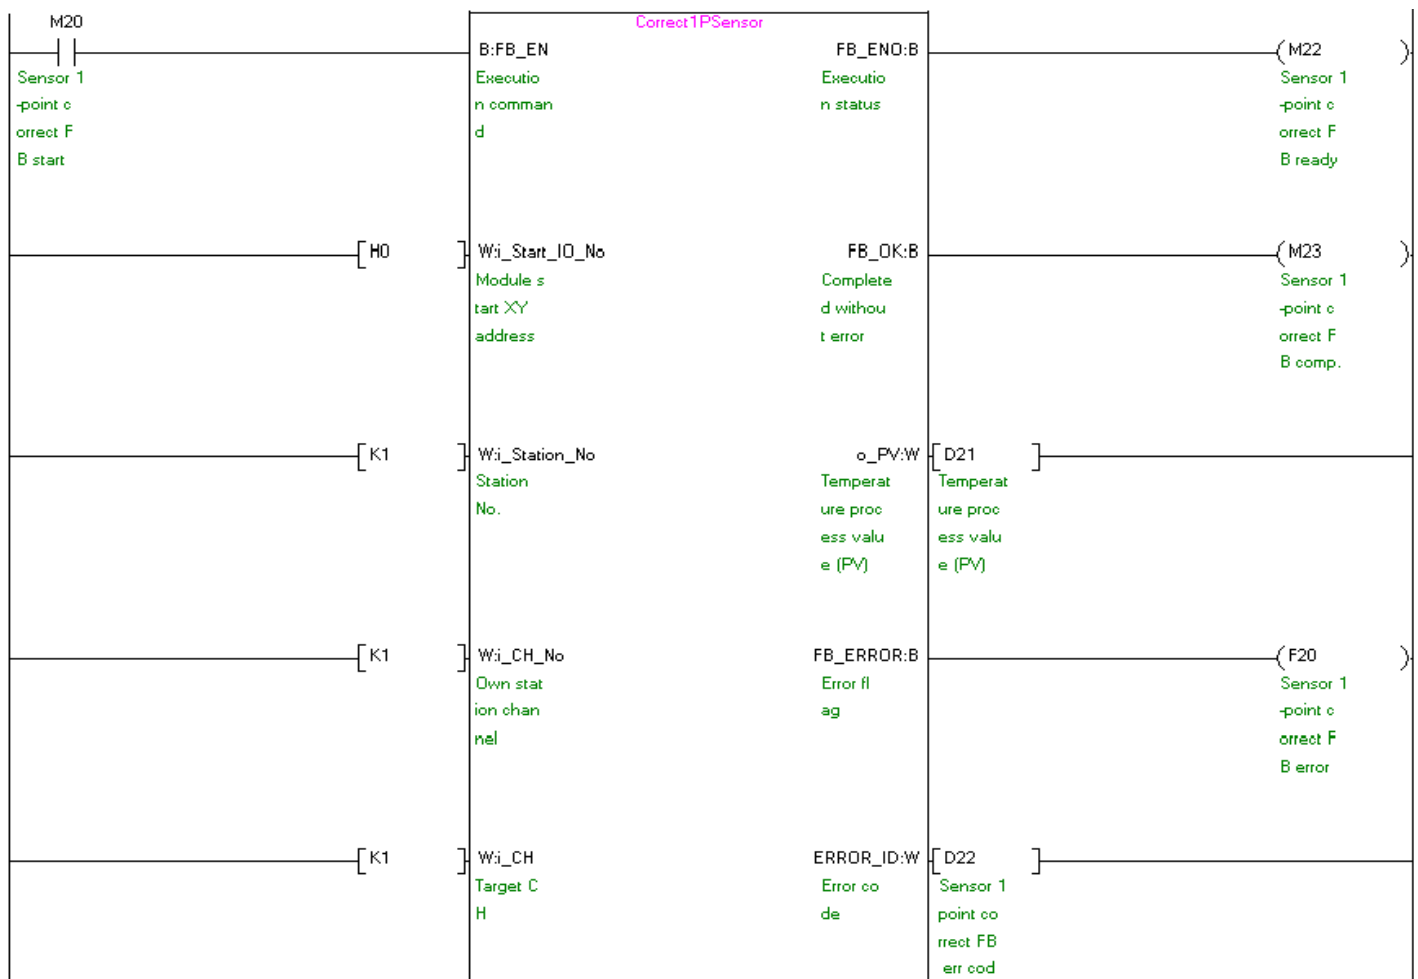 M20
Correct1PSensor
B:FB_EN
FB_ENO:B
M22
Sensor 1
-point c
orrect F
B start
Executio
n comman
d
Executio
n status
Sensor 1
-point c
orrect F
B ready
H0
W:i_Start_IO_No
FB_OK:B
M23
Module s
tart XY
address
Complete
d withou
t error
Sensor 1
-point c
orrect F
B comp.
K1
W:i_Station_No
o_PV:W
D21
Station
No.
Temperat
ure proc
ess valu
e (PV)
Temperat
ure proc
ess valu
e (PV)
K1
W:i_CH_No
FB_ERROR:B
F20
Own stat
ion chan
nel
Error fl
ag
Sensor 1
-point c
orrect F
B error
K1
W:i_CH
ERROR_ID:W
D22
Target C
H
Error co
de
Sensor 1
point co
rrect FB
err cod